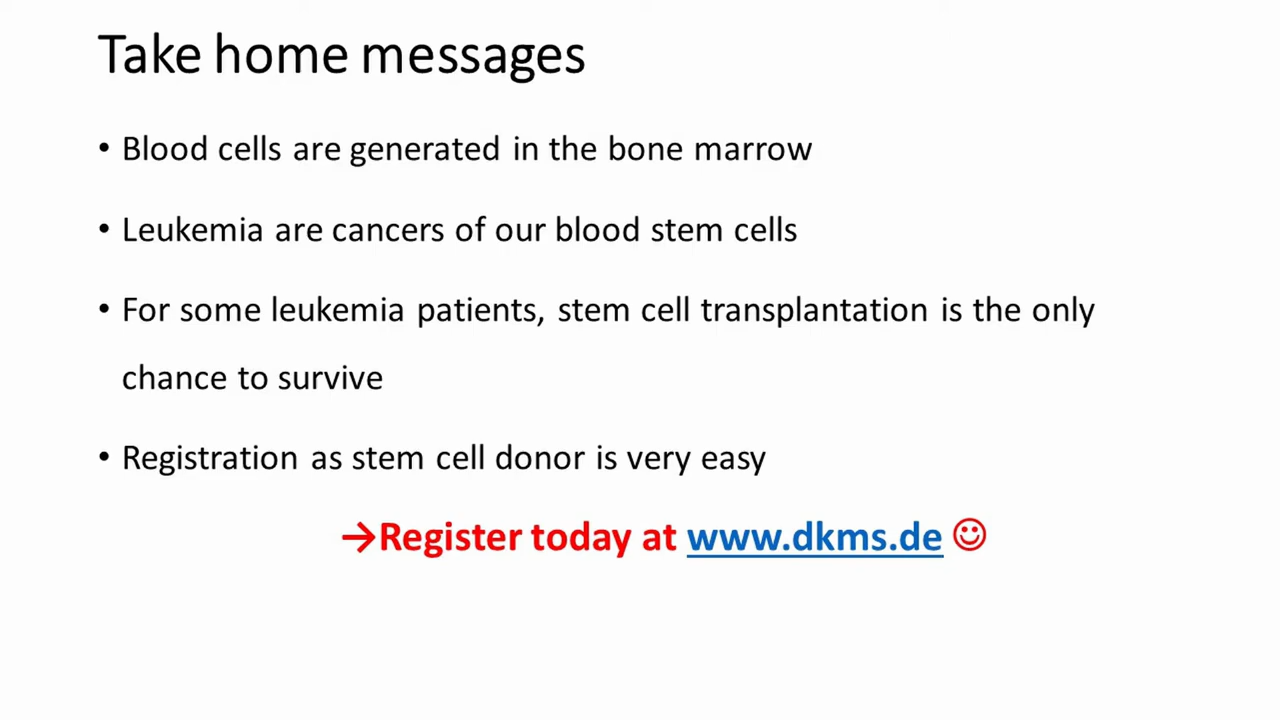 Take home messages
• Blood cells are generated in the bone marrow
• Leukemia are cancers of our blood stem cells
• For some leukemia patients, stem cell transplantation is the only
chance to survive
• Registration as stem cell donor is very easy
→Register today at www.dkms.de ☺